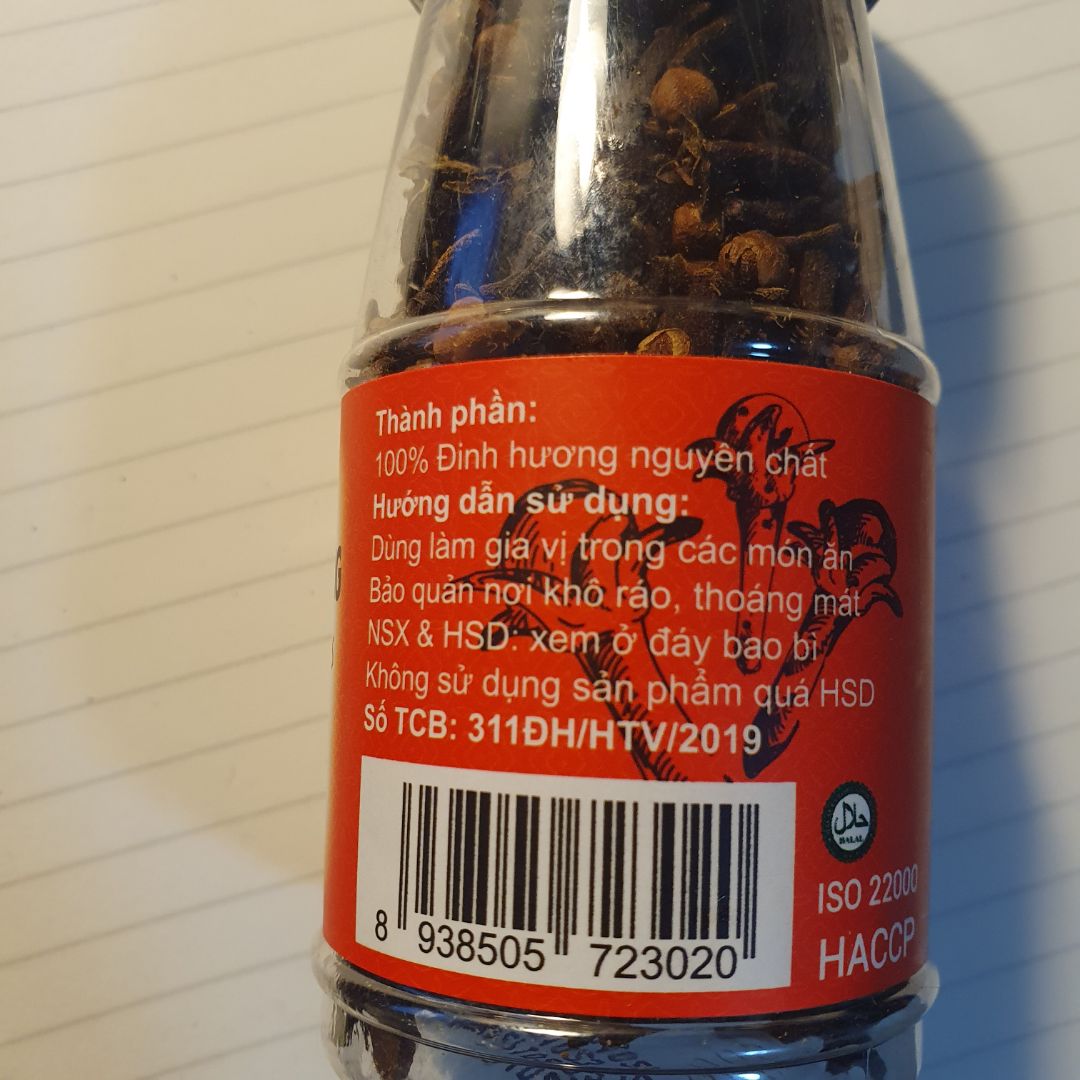 Thành phần:
100% Đinh hương nguyên chất
Hướng dẫn sử dụng:
Dùng làm gia vị trong các món ăn
Bảo quản nơi khô ráo, thoáng mát
NSX & HSD: xem ở đáy bao bì
Không sử dụng sản phẩm quá HSD
Số TCB: 311ĐH/HTV/2019
8 938505 723020
حلال
HALAL
ISO 22000
HACCP
G